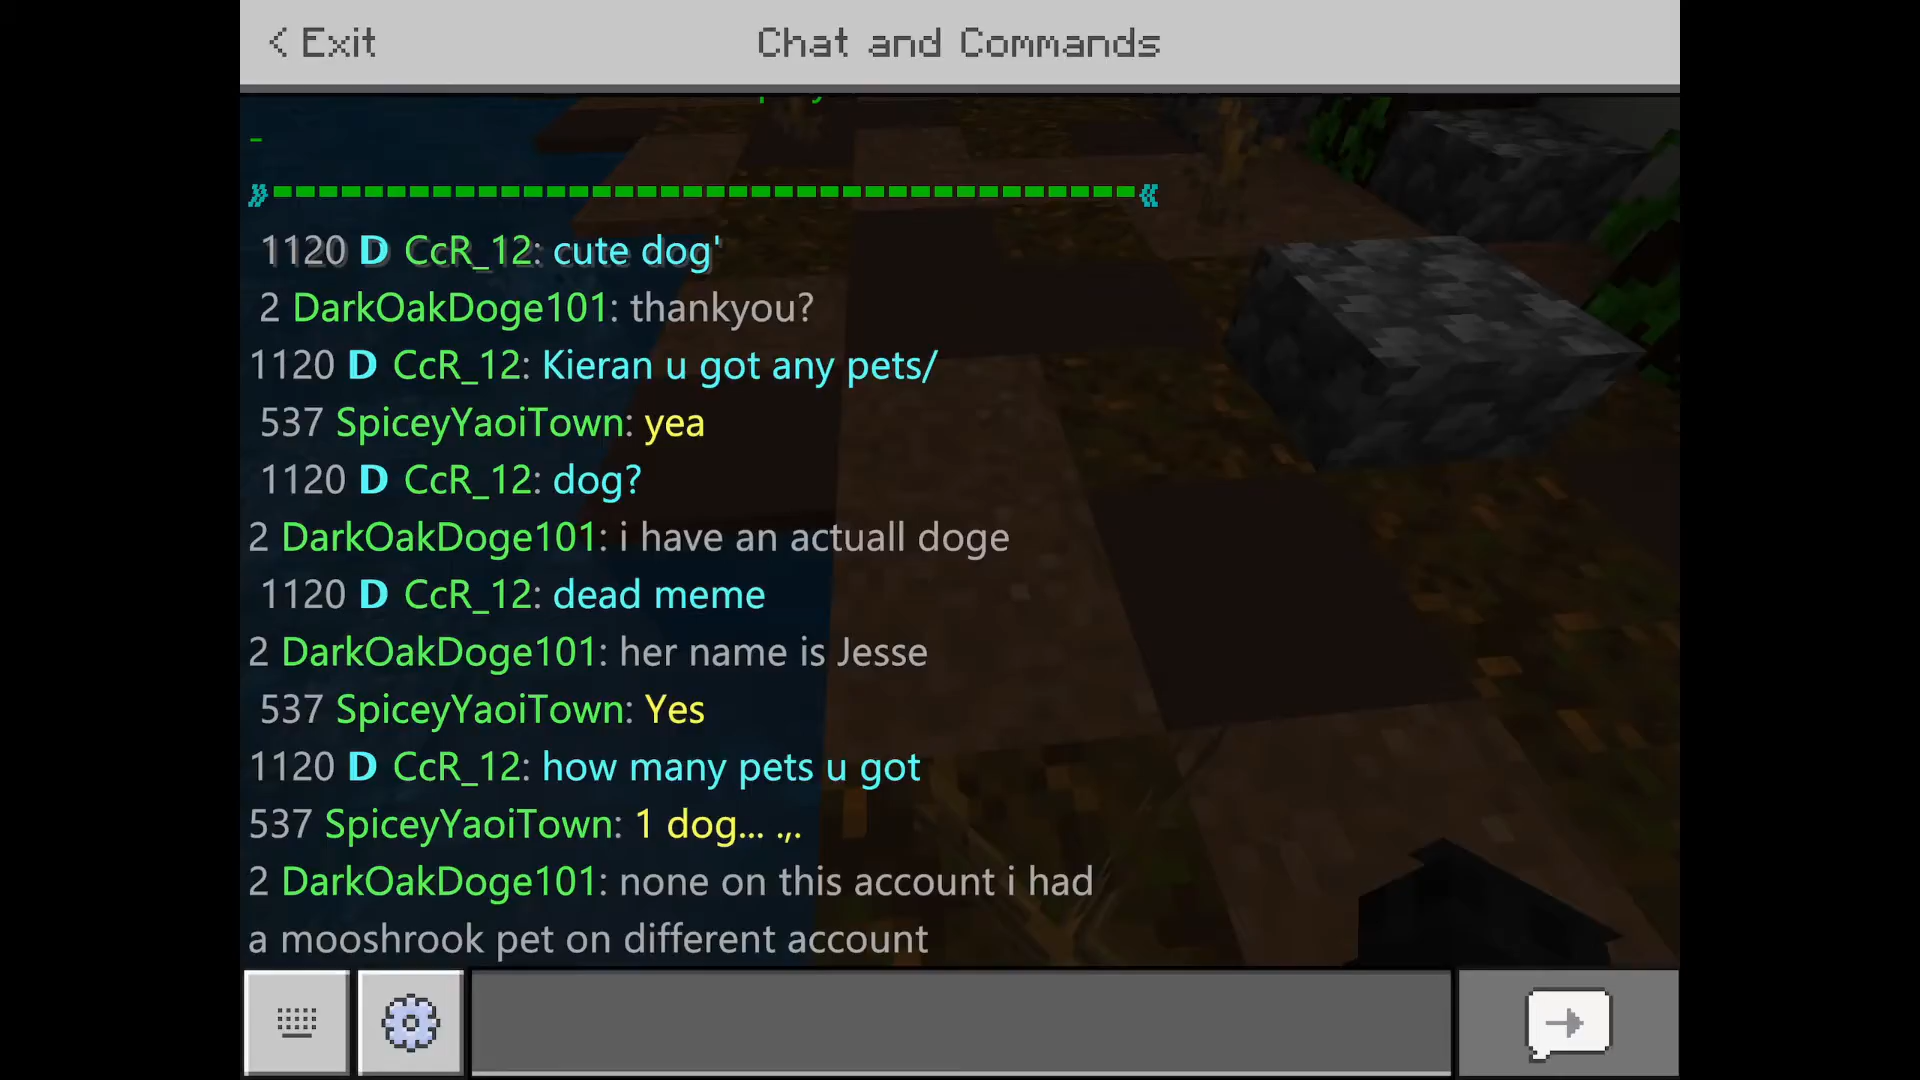 < Exit
Chat and Commands
-
»------------------------------«
1120 D CcR_12: cute dog'
2 DarkOakDoge101: thankyou?
1120 D CcR_12: Kieran u got any pets/
537 SpiceyYaoiTown: yea
1120 D CcR_12: dog?
2 DarkOakDoge101: i have an actuall doge
1120 D CcR_12: dead meme
2 DarkOakDoge101: her name is Jesse
537 SpiceyYaoiTown: Yes
1120 D CcR_12: how many pets u got
537 SpiceyYaoiTown: 1 dog... .,.
2 DarkOakDoge101: none on this account i had
a mooshrook pet on different account